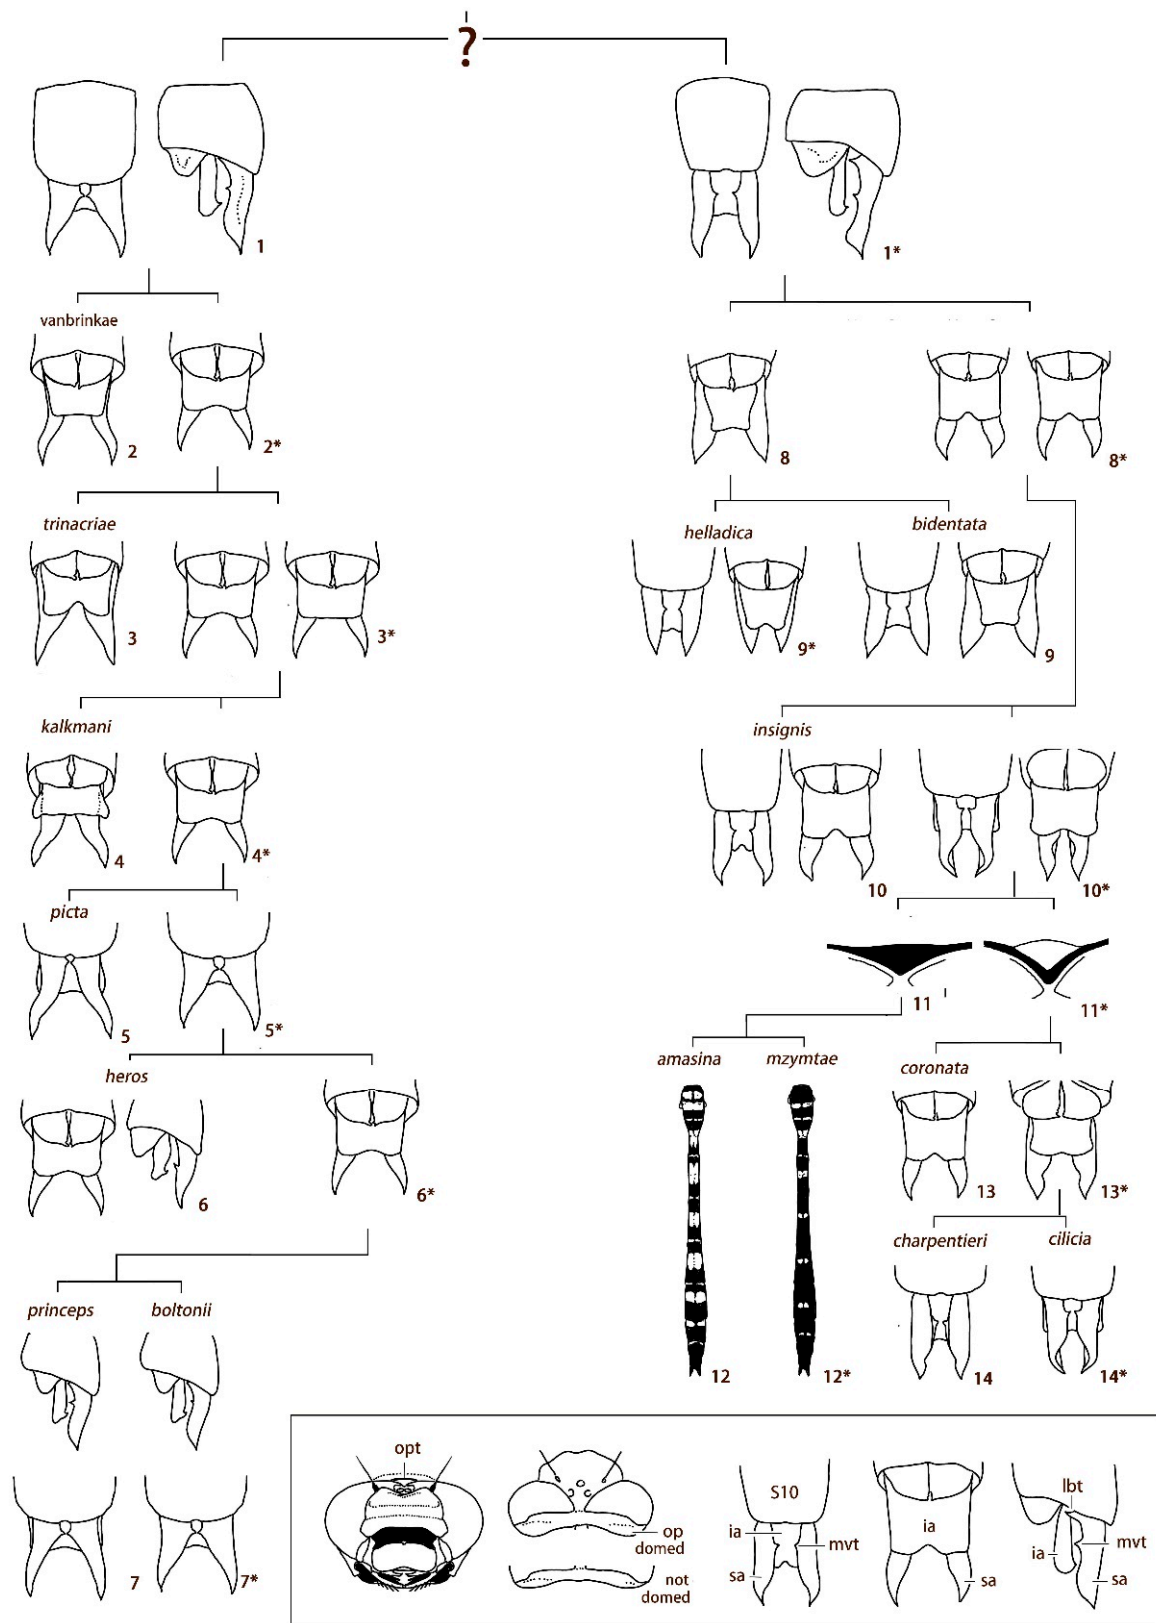 ?
1
1*
vanbrinkae
2
2*
8
8*
trinacriae
helladica
bidentata
3
3*
9*
9
kalkmani
insignis
4
4*
10
10*
picta
5
5*
11
11*
heros
amasina
mzymtae
coronata
6
6*
13
13*
charpentieri
cilicia
princeps
boltonii
12
12*
14
14*
7
7*
opt
op
domed
not
domed
S10
ia
mvt
sa
ia
sa
lbt
mvt
ia
sa